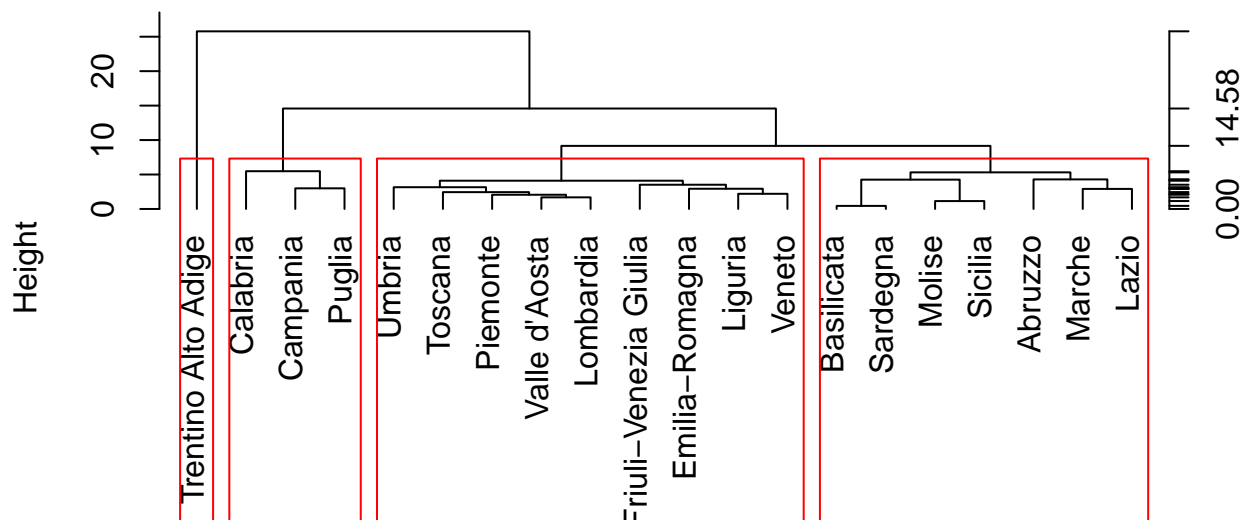 Height
0
10
20
Trentino Alto Adige
Calabria
Campania
Puglia
Umbria
Toscana
Piemonte
Valle d'Aosta
Lombardia
Friuli−Venezia Giulia
Emilia−Romagna
Liguria
Veneto
Basilicata
Sardegna
Molise
Sicilia
Abruzzo
Marche
Lazio
0.00
14.58